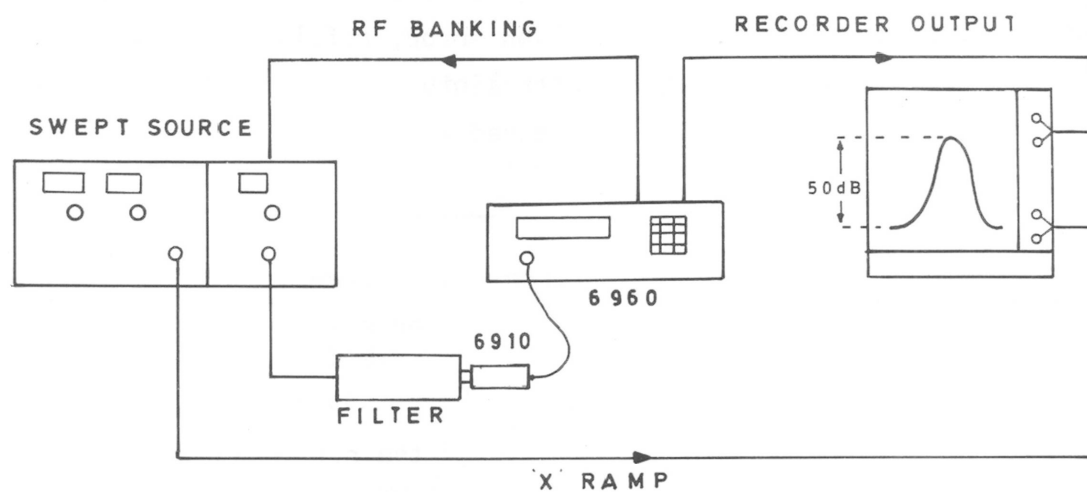 RF BANKING
RECORDER OUTPUT
SWEPT SOURCE
50dB
6960
6910
FILTER
'X' RAMP